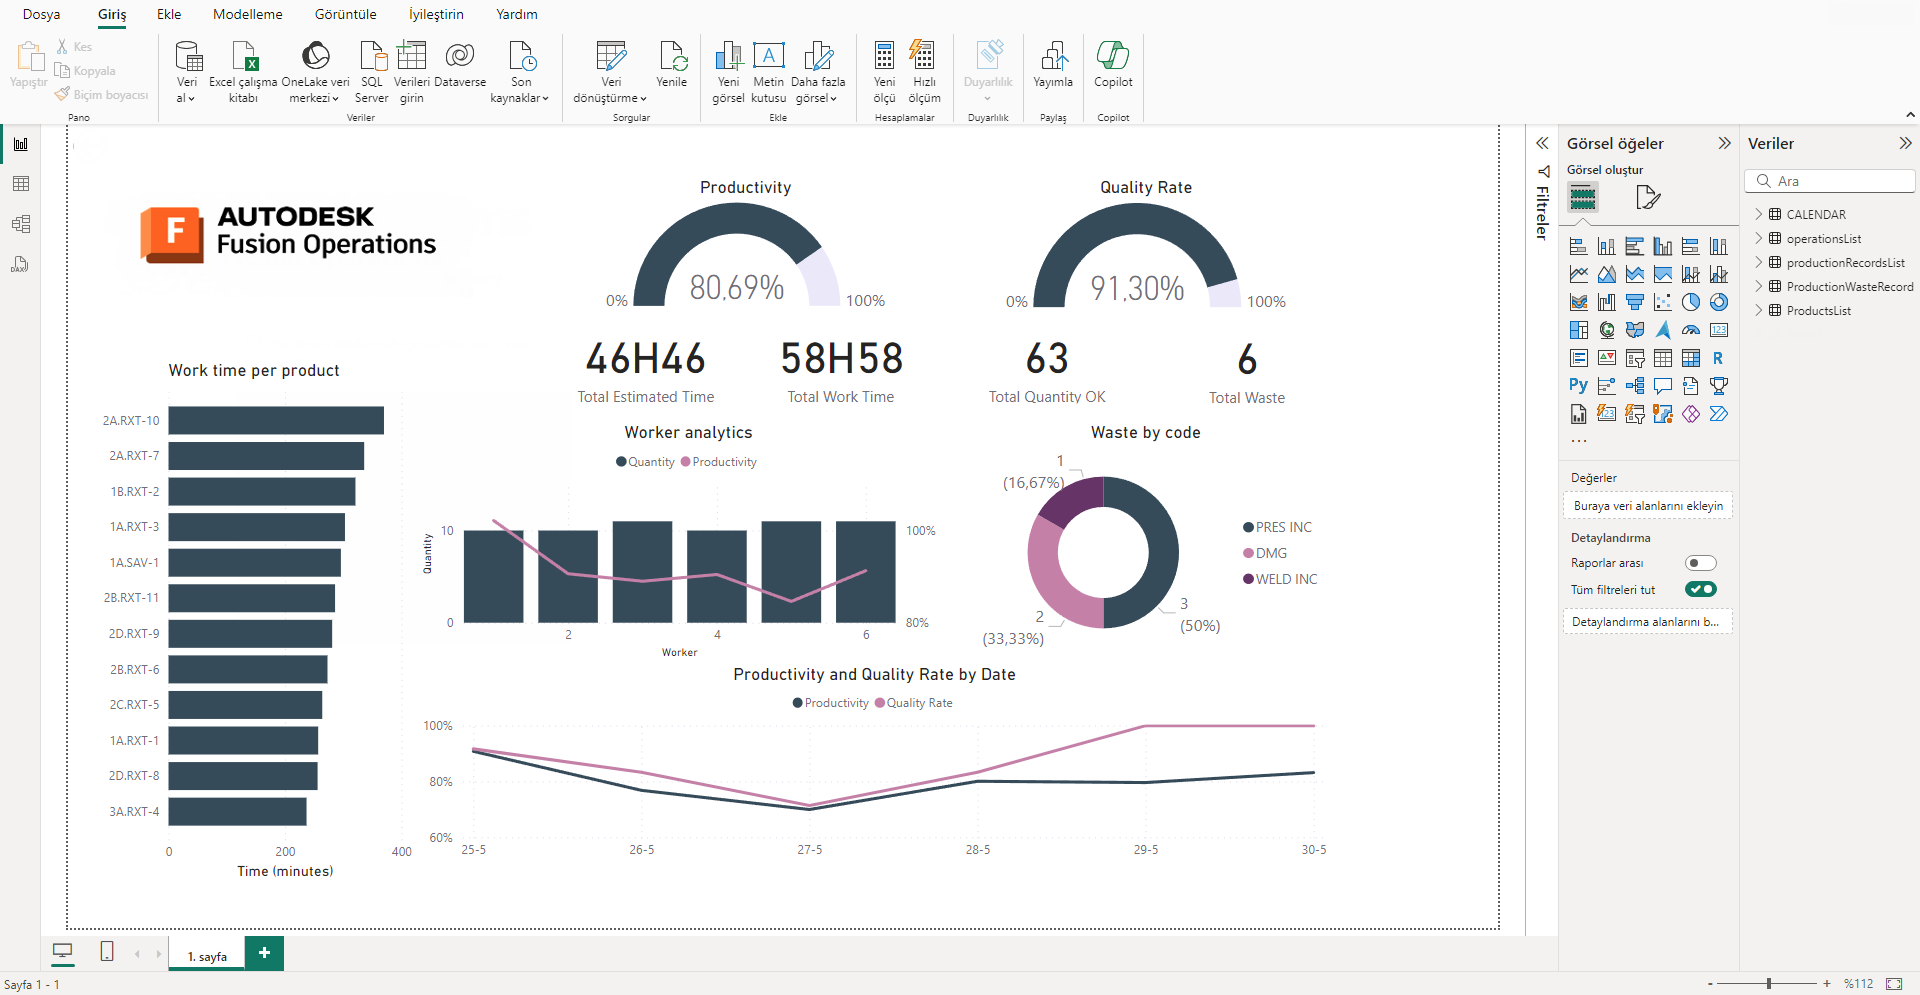 Dosya Giriş Ekle Modelleme Görüntüle İyileştirin Yardım
Yapıştır
Kes
Kopyala
Biçim boyacısı
Pano
Veri al
Excel çalışma kitabı
OneLake veri merkezi
SQL Server
Verileri girin
Dataverse
Son kaynaklar
Veriler
Veri dönüştürme
Yenile
Sorgular
Yeni görsel
Metin kutusu
Daha fazla görsel
Ekle
Yeni ölçü
Hızlı ölçüm
Hesaplamalar
Duyarlılık
Duyarlılık
Yayımla
Paylaş
Copilot
Copilot
AUTODESK
Fusion Operations
Productivity
80,69%
0%
100%
Quality Rate
91,30%
0%
100%
46H46
Total Estimated Time
58H58
Total Work Time
63
Total Quantity OK
6
Total Waste
Work time per product
2A.RXT-10
2A.RXT-7
1B.RXT-2
1A.RXT-3
1A.SAV-1
2B.RXT-11
2D.RXT-9
2B.RXT-6
2C.RXT-5
1A.RXT-1
2D.RXT-8
3A.RXT-4
0 200 400
Time (minutes)
Worker analytics
Quantity Productivity
Quantity
10
0
100%
80%
2 4 6
Worker
Waste by code
1
(16,67%)
2
(33,33%)
3
(50%)
PRES INC
DMG
WELD INC
Productivity and Quality Rate by Date
Productivity Quality Rate
100%
80%
60%
25-5 26-5 27-5 28-5 29-5 30-5
Filtreler
Görsel öğeler
Görsel oluştur
R
Py
123
Değerler
Buraya veri alanlarını ekleyin
Detaylandırma
Raporlar arası
Tüm filtreleri tut
Detaylandırma alanlarını b...
Veriler
Ara
CALENDAR
operationsList
productionRecordsList
ProductionWasteRecord
ProductsList
1. sayfa
Sayfa 1 - 1
%112